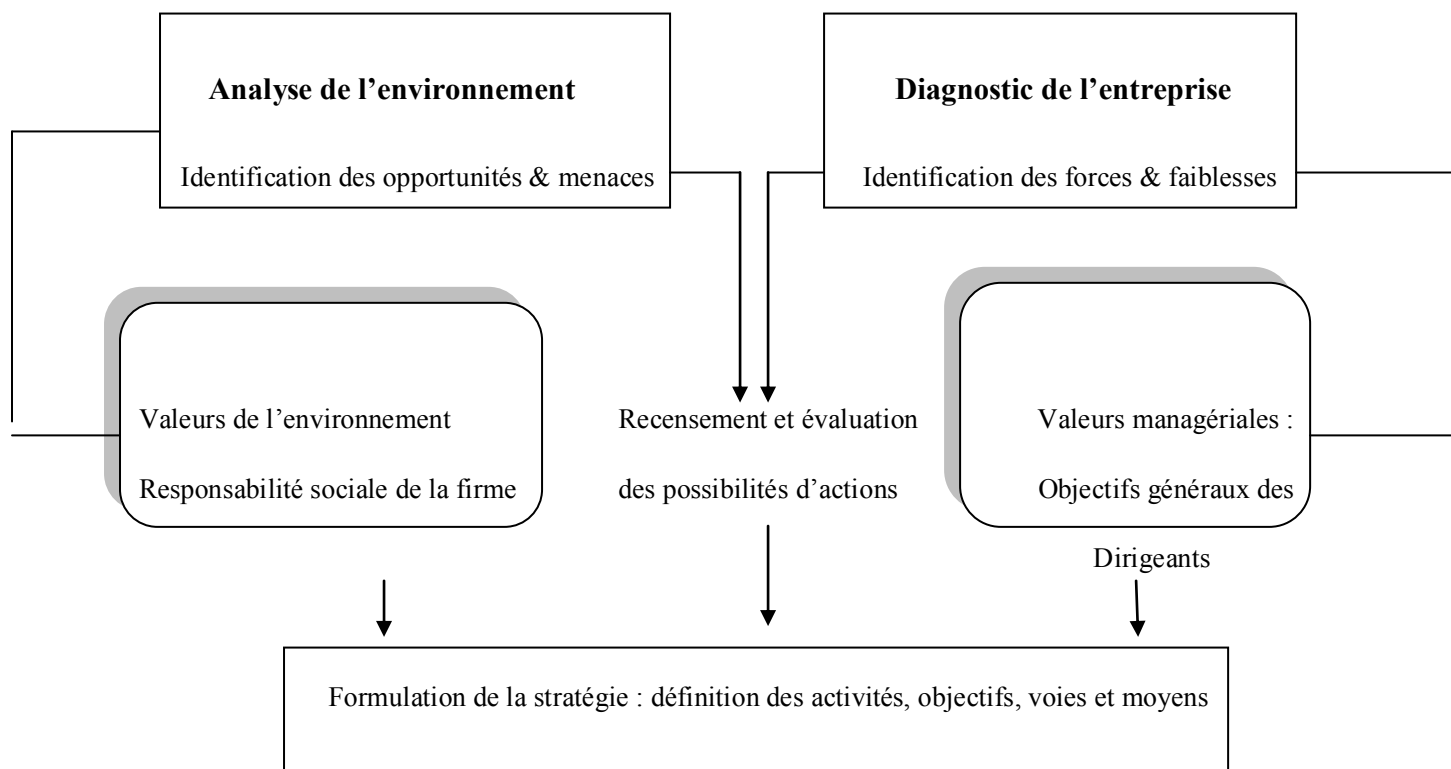 Analyse de l’environnement
Identification des opportunités & menaces
Diagnostic de l’entreprise
Identification des forces & faiblesses
Valeurs de l’environnement
Responsabilité sociale de la firme
Recensement et évaluation
des possibilités d’actions
Valeurs managériales :
Objectifs généraux des
Dirigeants
Formulation de la stratégie : définition des activités, objectifs, voies et moyens